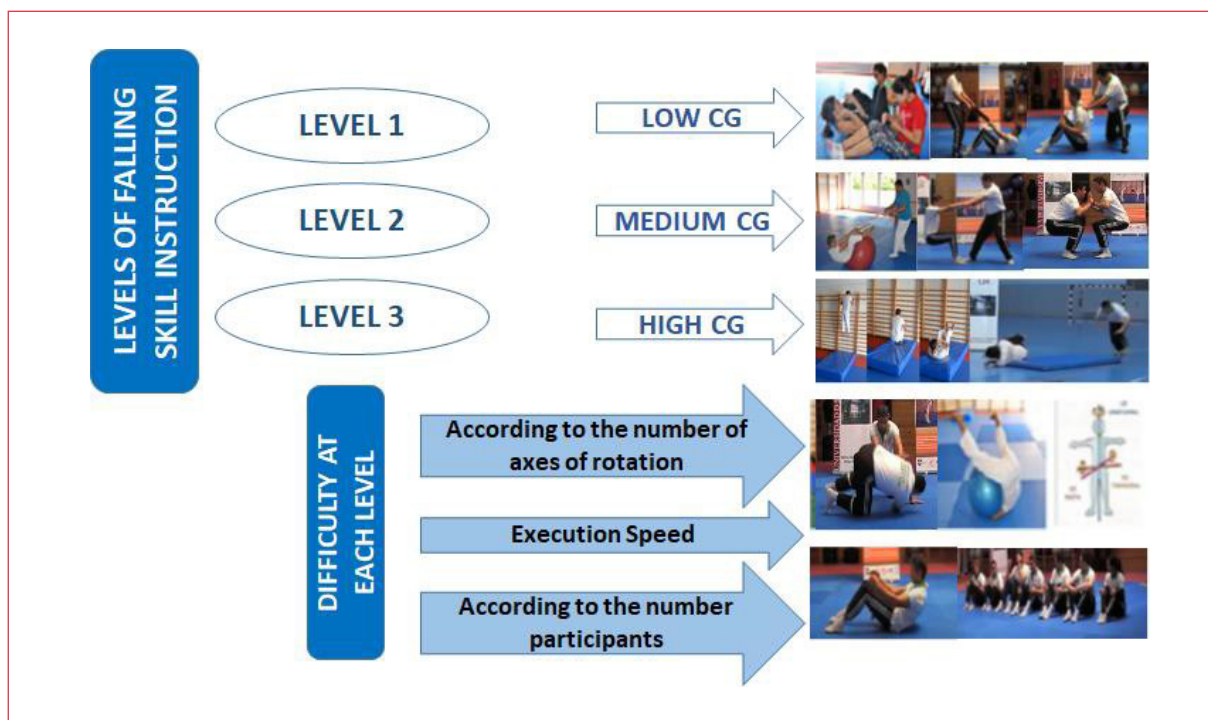 LEVELS OF FALLING
SKILL INSTRUCTION
LEVEL 1
LOW CG
LEVEL 2
MEDIUM CG
LEVEL 3
HIGH CG
DIFFICULTY AT
EACH LEVEL
According to the number of
axes of rotation
Execution Speed
According to the number
participants